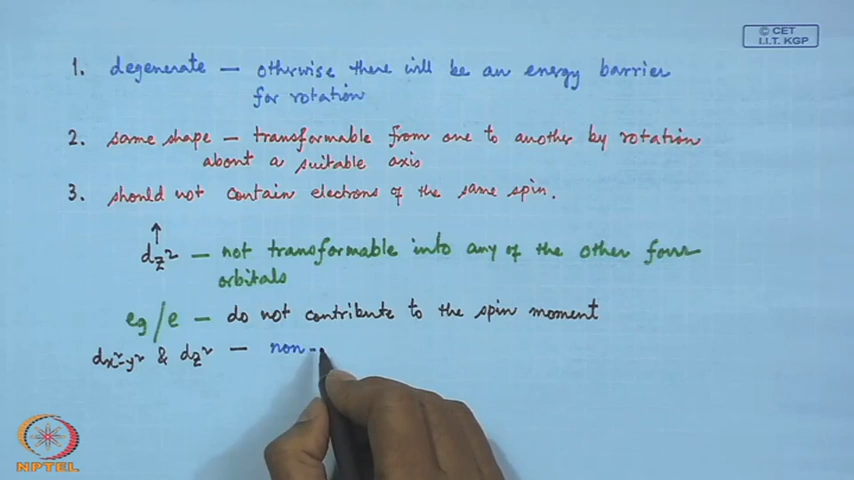 © CET
I.I.T. KGP
1. degenerate — otherwise there will be an energy barrier
for rotation
2. same shape — transformable from one to another by rotation
about a suitable axis
3. should not contain electrons of the same spin.
↑
dz² — not transformable into any of the other four
orbitals
eg/e — do not contribute to the spin moment
dx²-y² & dz² — non-
NPTEL